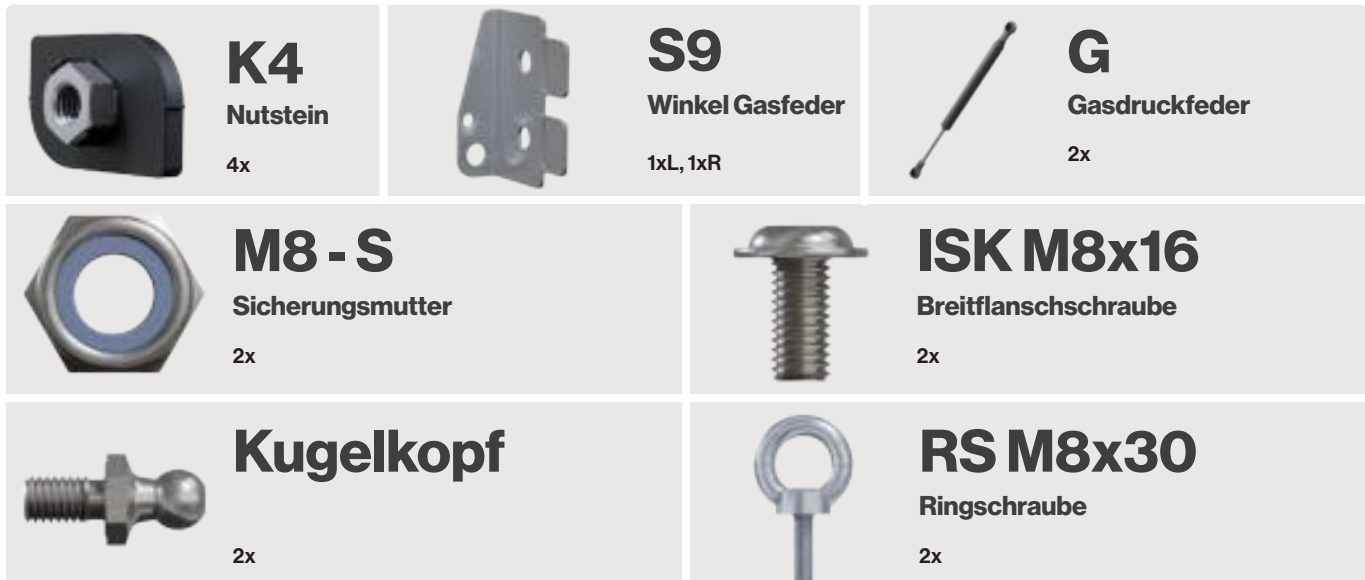 K4
Nutstein
4x
S9
Winkel Gasfeder
1xL, 1xR
G
Gasdruckfeder
2x
M8 - S
Sicherungsmutter
2x
ISK M8x16
Breitflanschschraube
2x
Kugelkopf
2x
RS M8x30
Ringschraube
2x